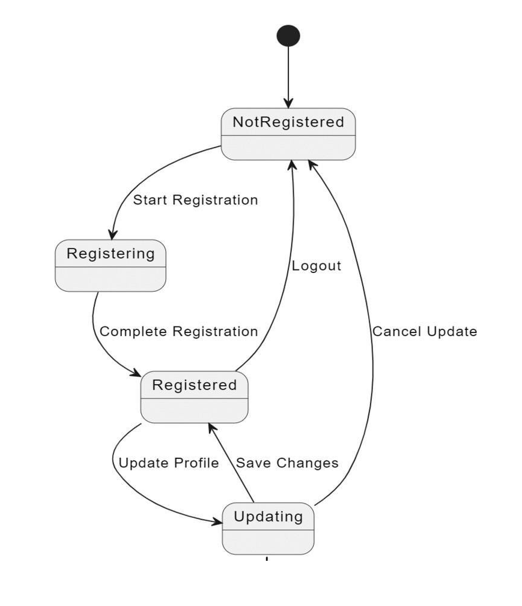 NotRegistered
Start Registration
Registering
Logout
Complete Registration
Cancel Update
Registered
Update Profile
Save Changes
Updating